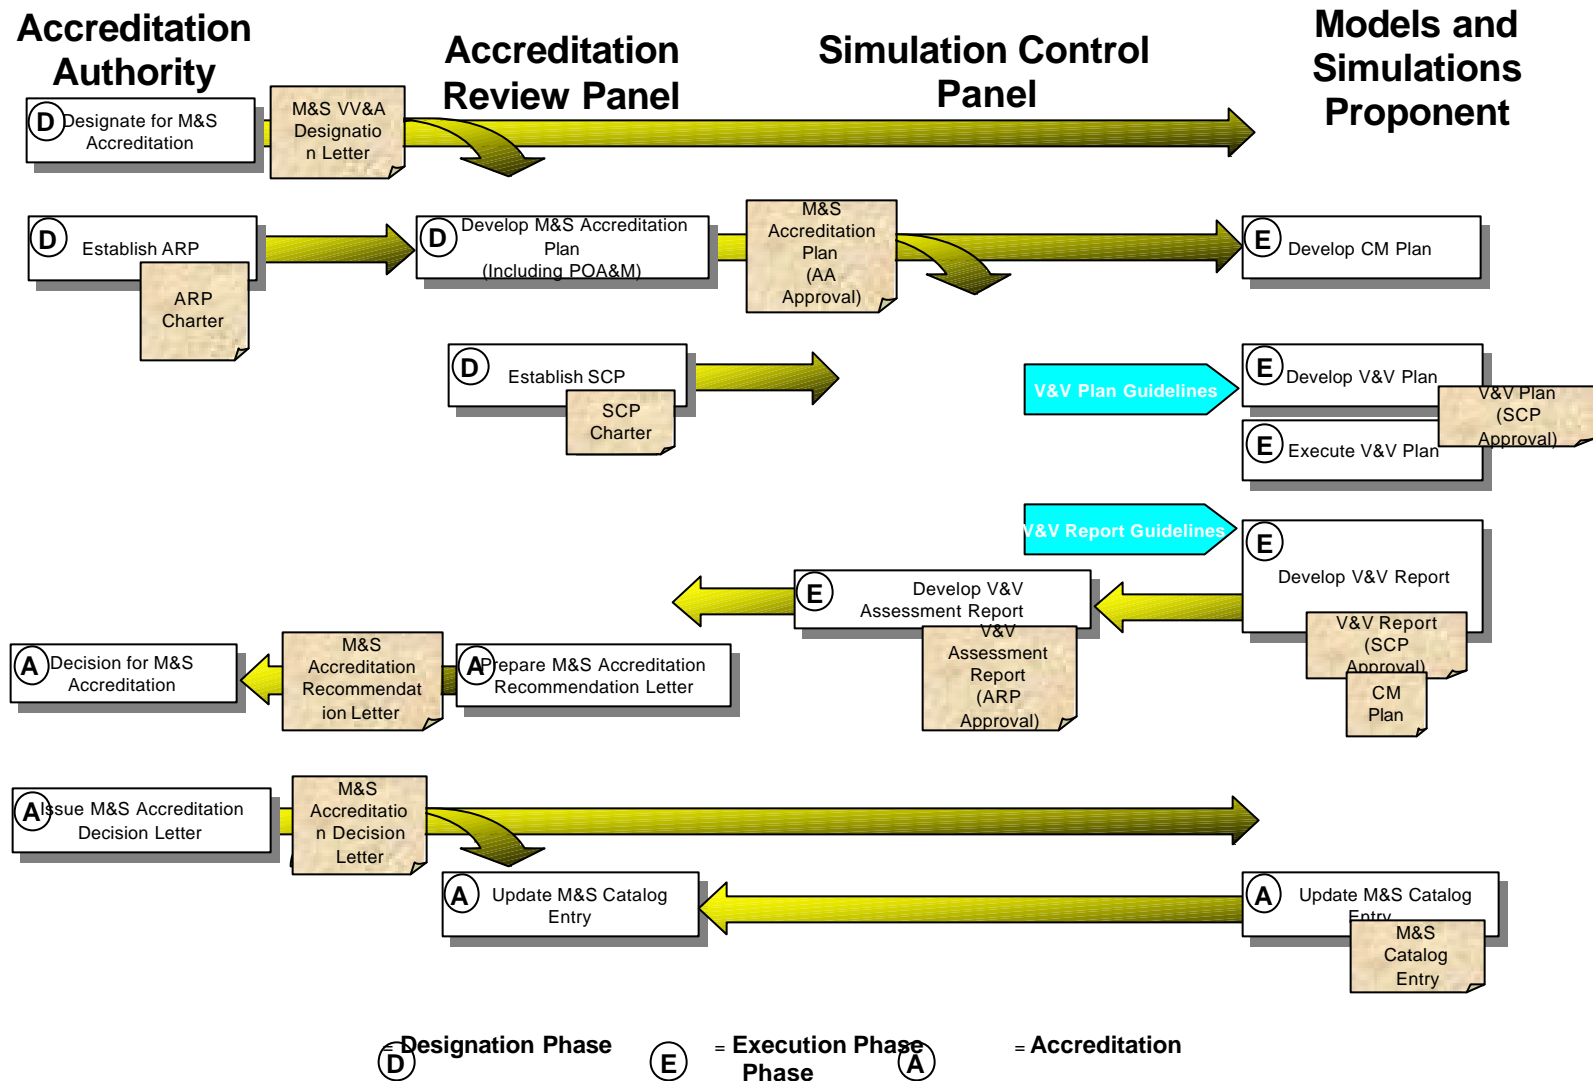 Accreditation
Authority
Accreditation
Review Panel
Simulation Control
Panel
Models and
Simulations
Proponent
D
Designate for M&S
Accreditation
M&S VV&A
Designatio
n Letter
D
Establish ARP
ARP
Charter
D
Develop M&S Accreditation
Plan
(Including POA&M)
M&S
Accreditation
Plan
(AA
Approval)
E
Develop CM Plan
D
Establish SCP
SCP
Charter
V&V Plan Guidelines
E
Develop V&V Plan
V&V Plan
(SCP
Approval)
E
Execute V&V Plan
V&V Report Guidelines
E
Develop V&V Report
V&V Report
(SCP
Approval)
CM
Plan
E
Develop V&V
Assessment Report
V&V
Assessment
Report
(ARP
Approval)
A
Prepare M&S Accreditation
Recommendation Letter
M&S
Accreditation
Recommendat
ion Letter
A
Decision for M&S
Accreditation
A
Issue M&S Accreditation
Decision Letter
M&S
Accreditatio
n Decision
Letter
A
Update M&S Catalog
Entry
A
Update M&S Catalog
Entry
M&S
Catalog
Entry
D
= Designation Phase
E
= Execution Phase
A
= Accreditation
Phase